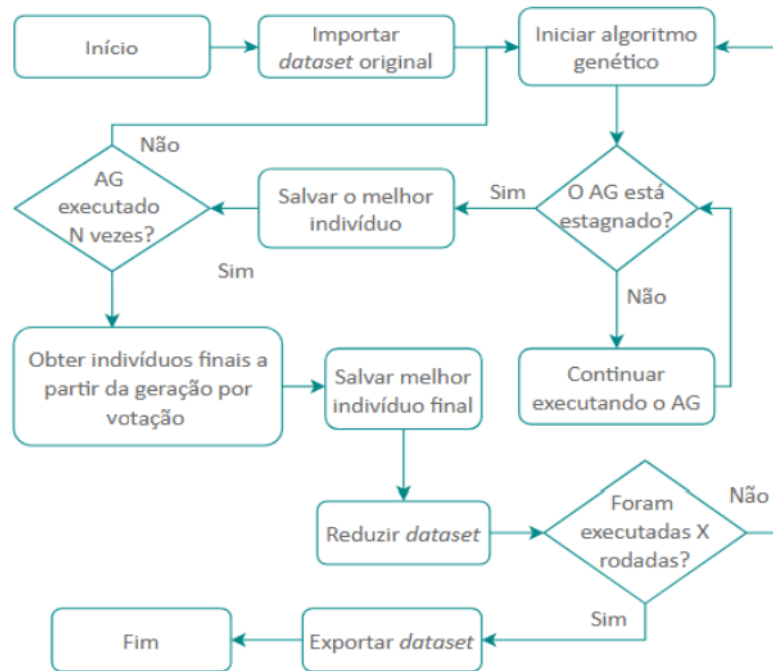 Início
Importar
dataset original
Iniciar algoritmo
genético
Não
AG
executado
N vezes?
Salvar o melhor
indivíduo
Sim
O AG está
estagnado?
Sim
Não
Obter indivíduos finais a
partir da geração por
votação
Salvar melhor
indivíduo final
Continuar
executando o AG
Reduzir dataset
Foram
executadas X
rodadas?
Não
Sim
Fim
Exportar dataset